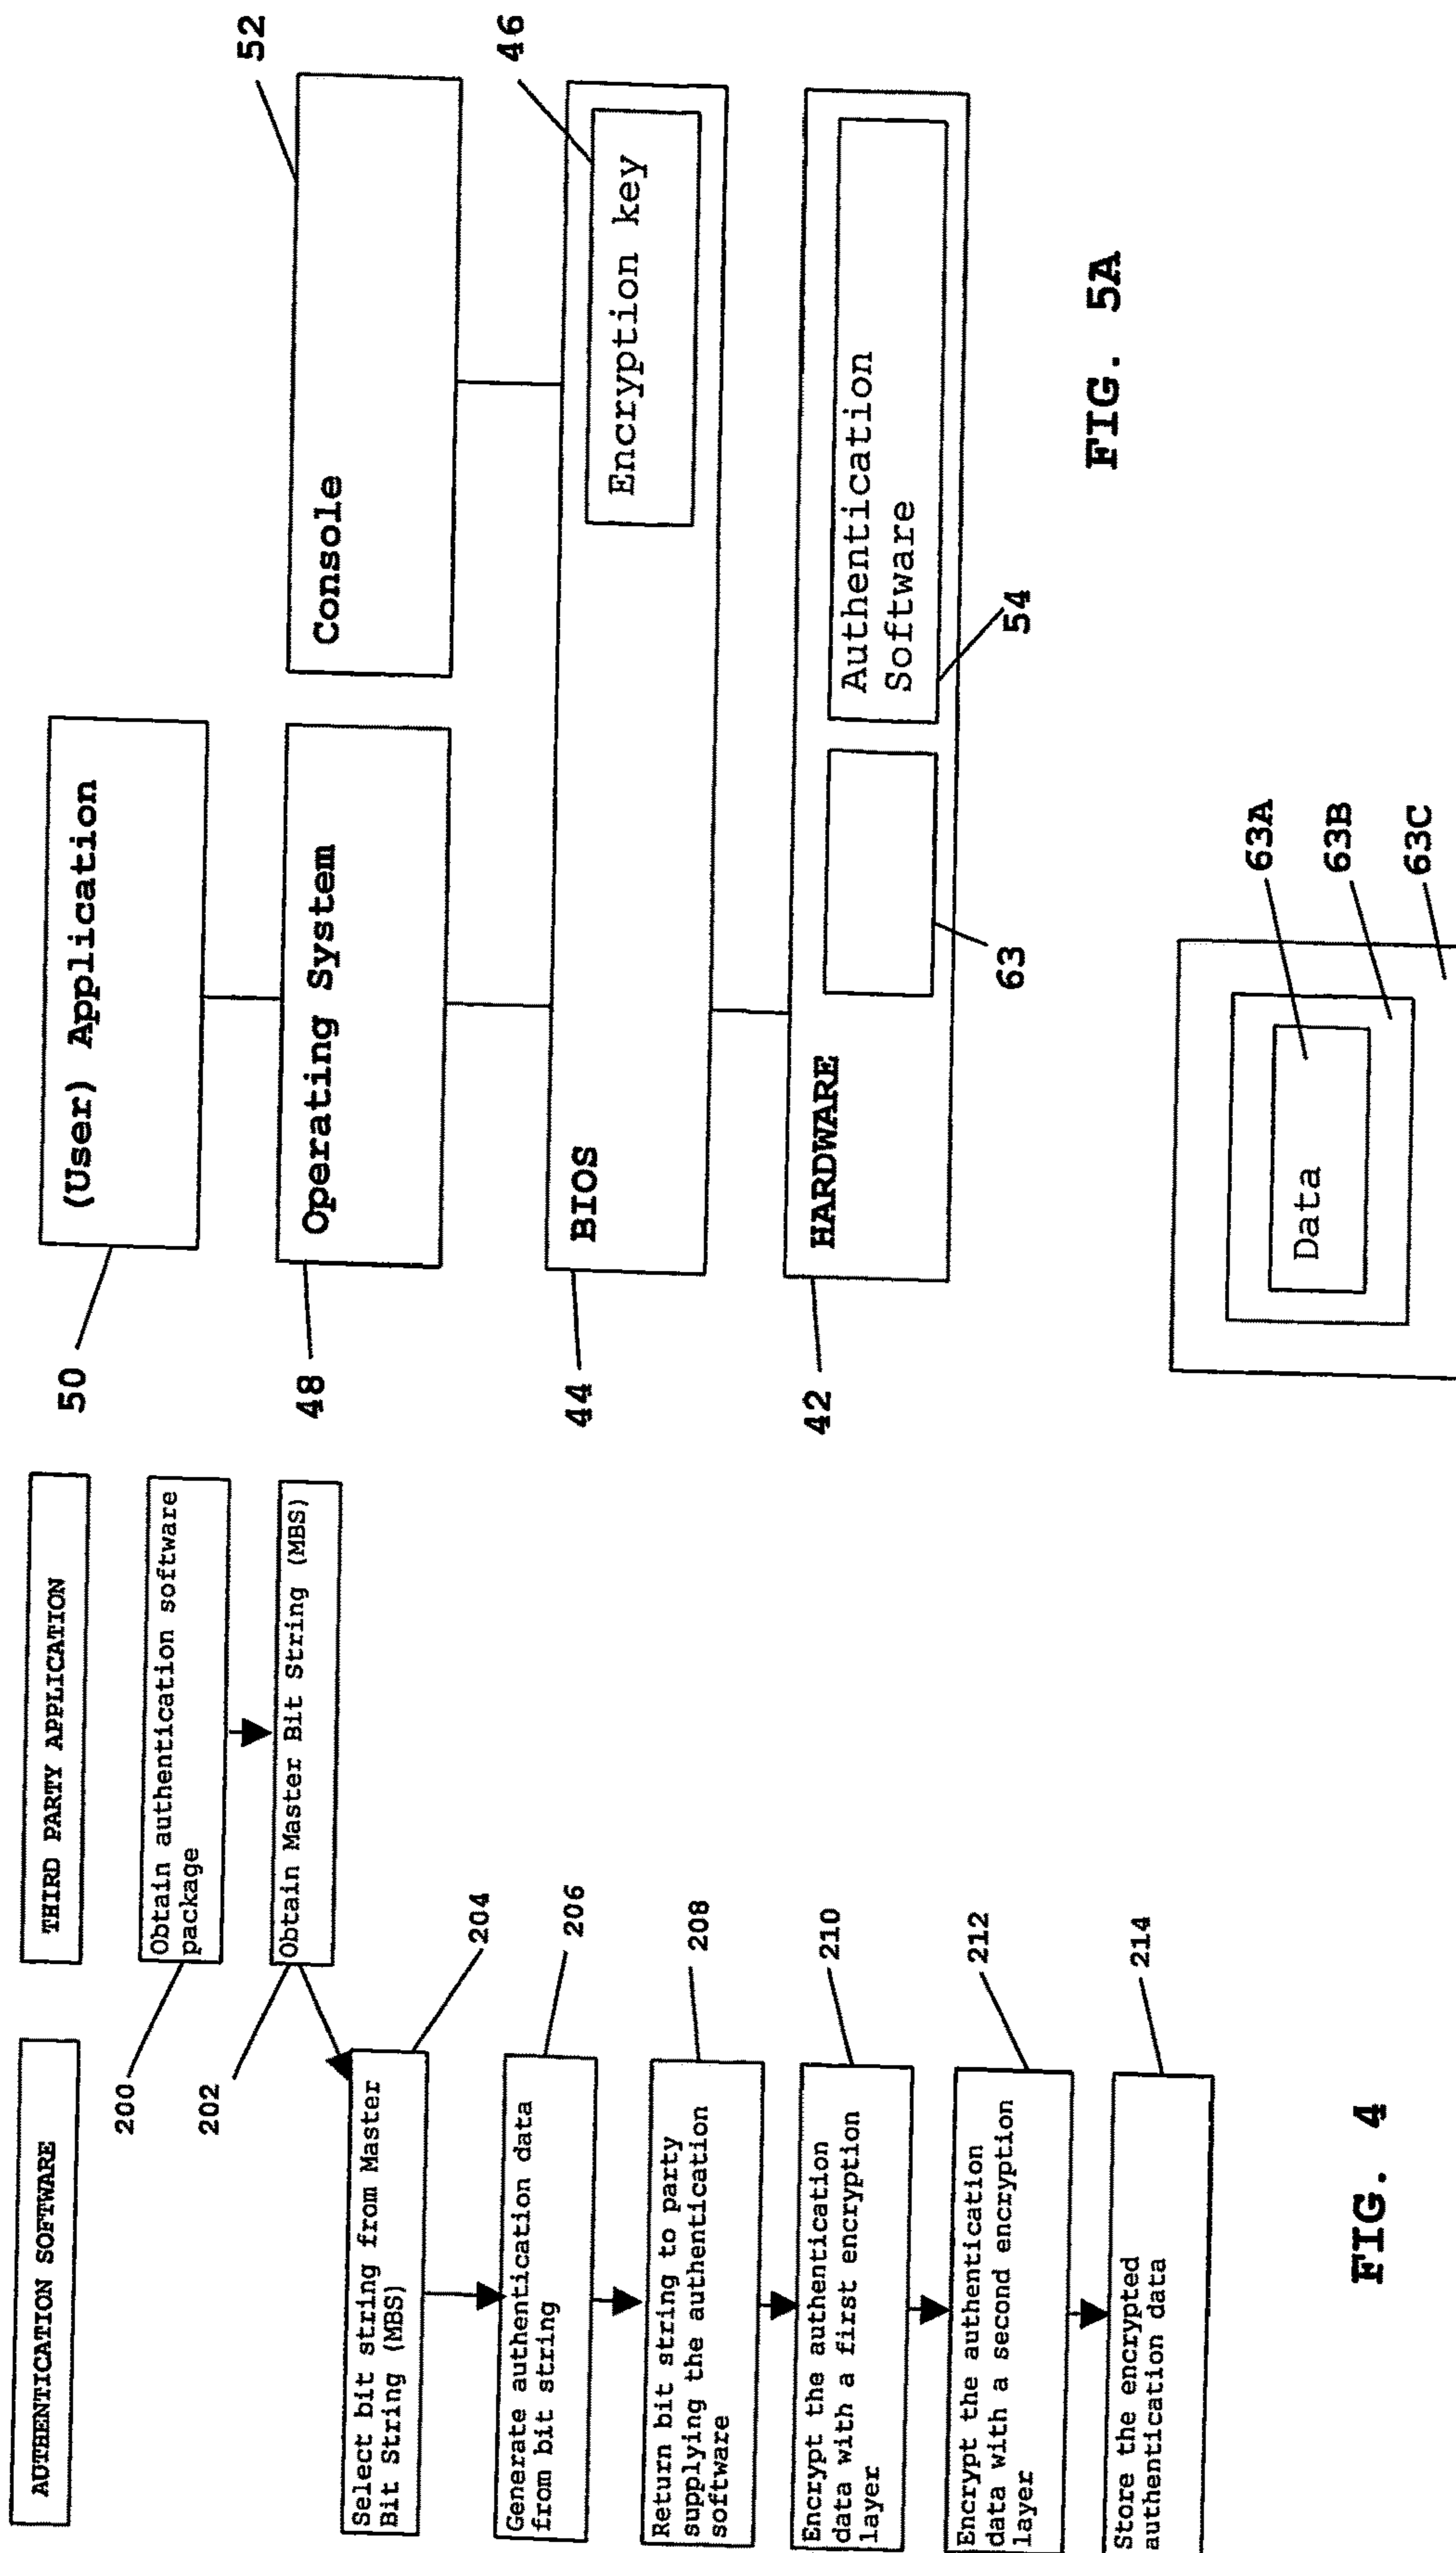 AUTHENTICATION SOFTWARE
THIRD PARTY APPLICATION
200
Obtain authentication software
package
202
Obtain Master Bit String (MBS)
Select bit string from Master
Bit String (MBS)
204
Generate authentication data
from bit string
206
Return bit string to party
supplying the authentication
software
208
Encrypt the authentication
data with a first encryption
layer
210
Encrypt the authentication
data with a second encryption
layer
212
Store the encrypted
authentication data
214
FIG. 4
50
(User) Application
48
Operating System
Console
52
44
BIOS
Encryption key
46
42
HARDWARE
63
Authentication
Software
54
FIG. 5A
Data
63A
63B
63C